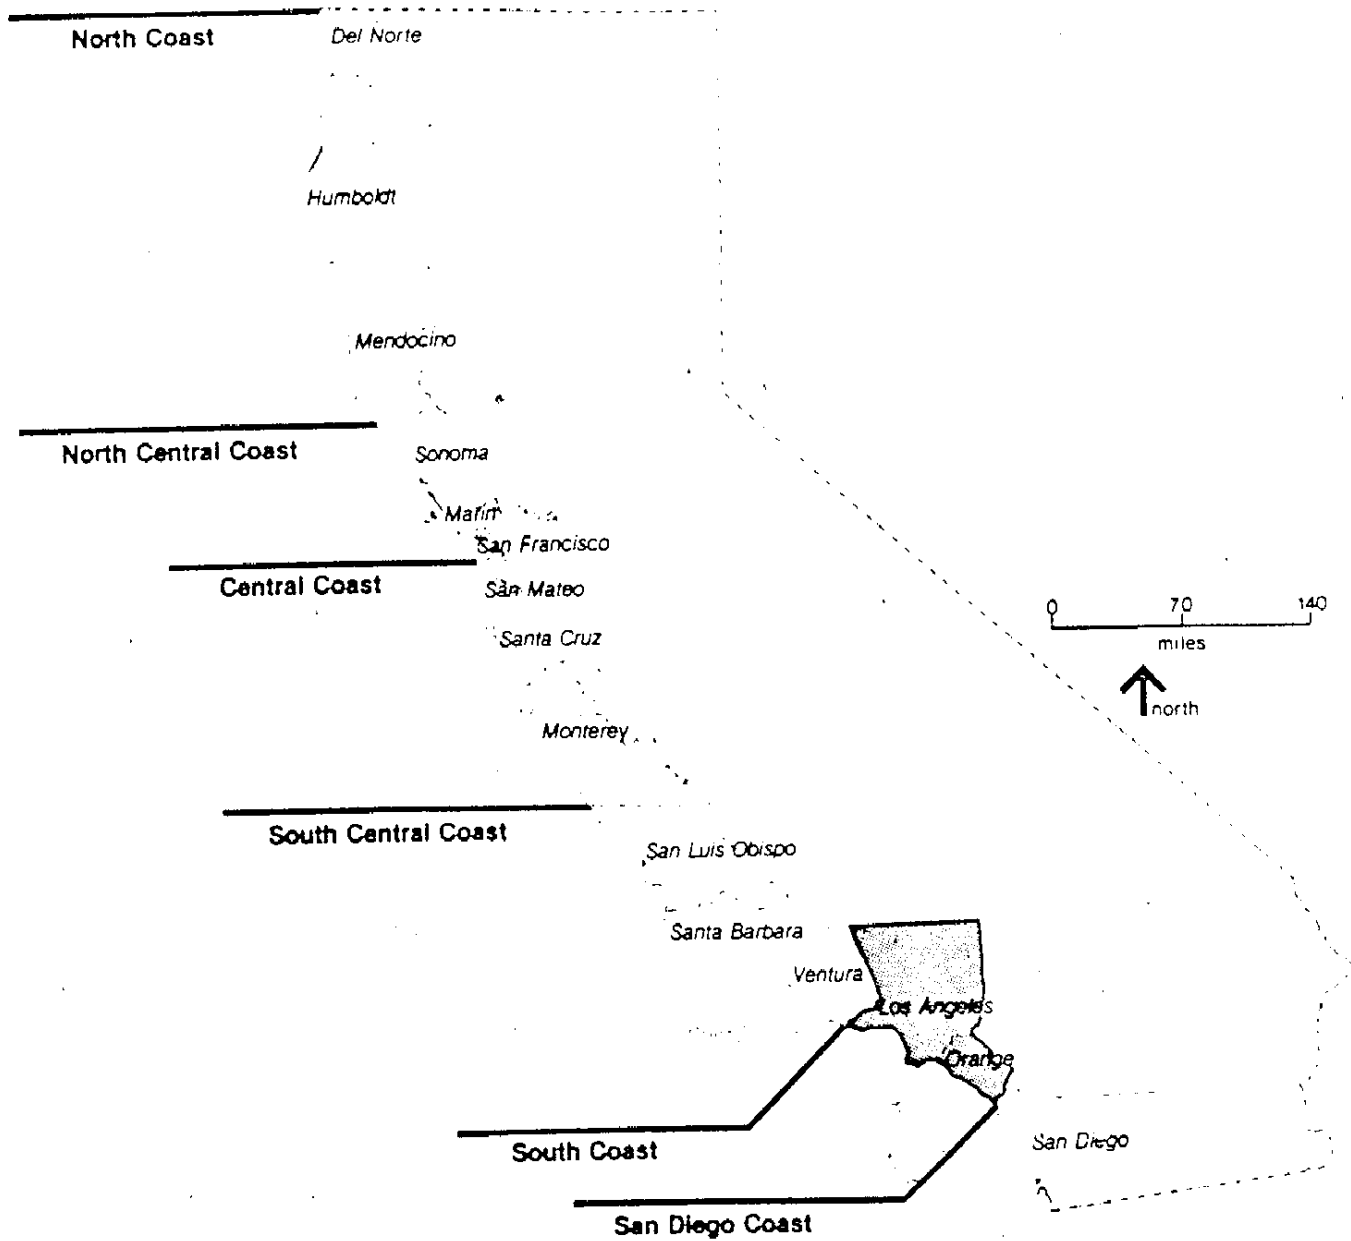 North Coast
Del Norte
Humboldt
Mendocino
North Central Coast
Sonoma
Marin
San Francisco
Central Coast
San Mateo
Santa Cruz
0 70 140
miles
north
Monterey
South Central Coast
San Luis Obispo
Santa Barbara
Ventura
Los Angeles
Orange
South Coast
San Diego
San Diego Coast